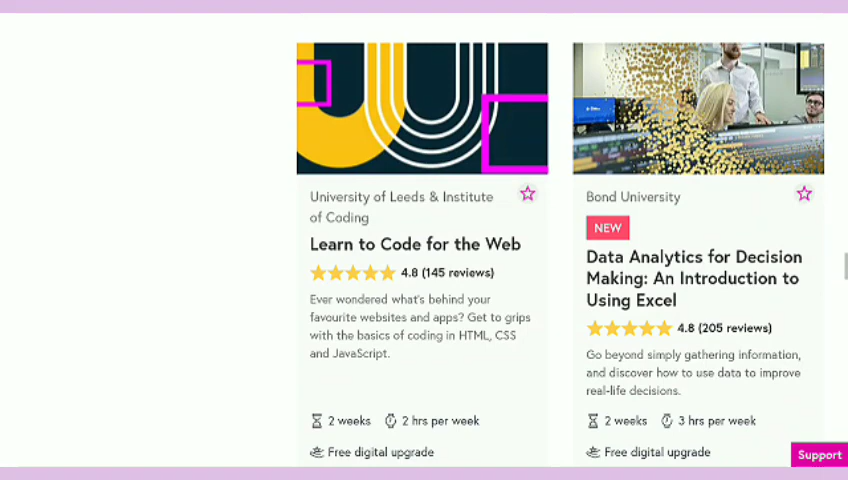 University of Leeds & Institute
of Coding
Learn to Code for the Web
4.8 (145 reviews)
Ever wondered what's behind your
favourite websites and apps? Get to grips
with the basics of coding in HTML, CSS
and JavaScript.
2 weeks 2 hrs per week
Free digital upgrade
Bond University
NEW
Data Analytics for Decision
Making: An Introduction to
Using Excel
4.8 (205 reviews)
Go beyond simply gathering information,
and discover how to use data to improve
real-life decisions.
2 weeks 3 hrs per week
Free digital upgrade
Support